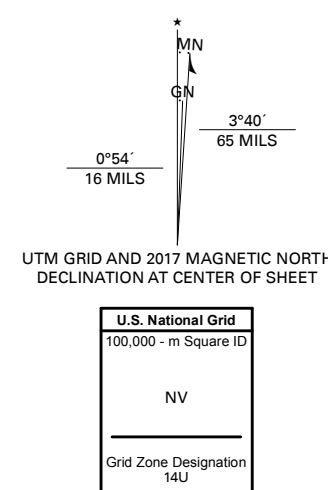 ★
MN
GN
3°40´
65 MILS
0°54´
16 MILS
UTM GRID AND 2017 MAGNETIC NORTH
DECLINATION AT CENTER OF SHEET
U.S. National Grid
100,000 - m Square ID
NV
Grid Zone Designation
14U